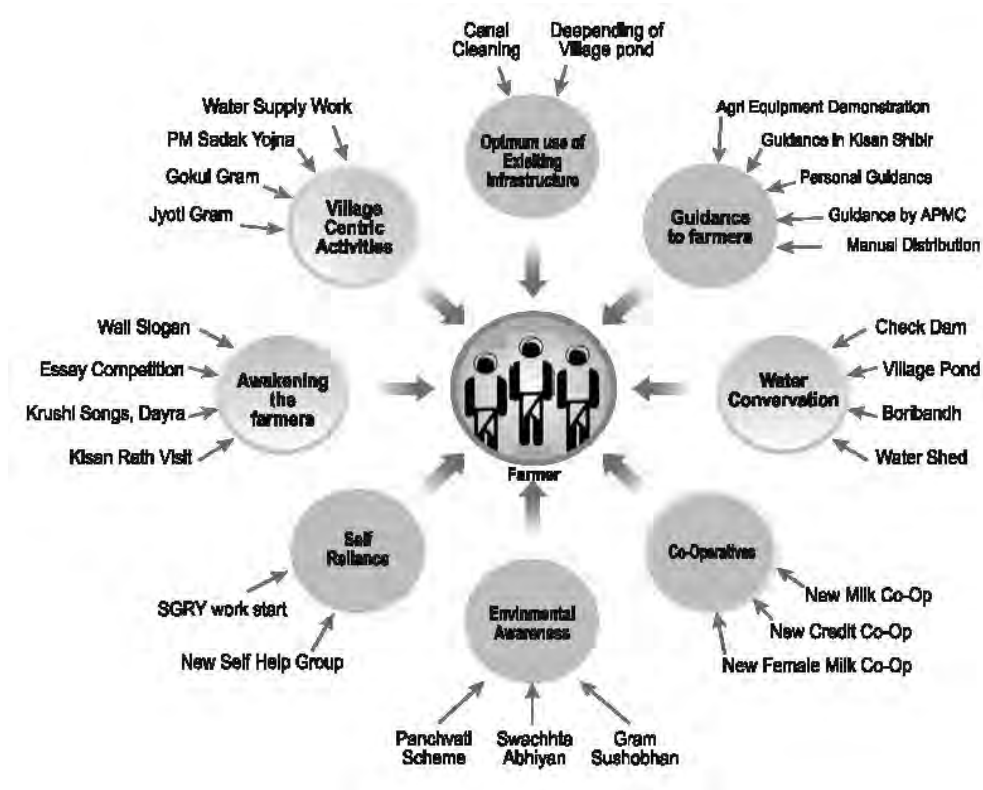 Canal
Cleaning
Deepending of
Village pond
Optimum use of
Exisiting
Infrastructure
Water Supply Work
PM Sadak Yojna
Gokul Gram
Jyoti Gram
Village
Centric
Activities
Agri Equipment Demonstration
Guidance in Kisan Shibir
Personal Guidance
Guidance by APMC
Manual Distribution
Guidance
to farmers
Wall Slogan
Essay Competition
Krushi Songs, Dayra
Kisan Rath Visit
Awakening
the
farmers
Farmer
Check Dam
Village Pond
Boribandh
Water Shed
Water
Convervation
Self
Reliance
SGRY work start
New Self Help Group
Envinmental
Awareness
Panchvati
Scheme
Swachhta
Abhiyan
Gram
Sushobhan
Co-Operatives
New Milk Co-Op
New Credit Co-Op
New Female Milk Co-Op